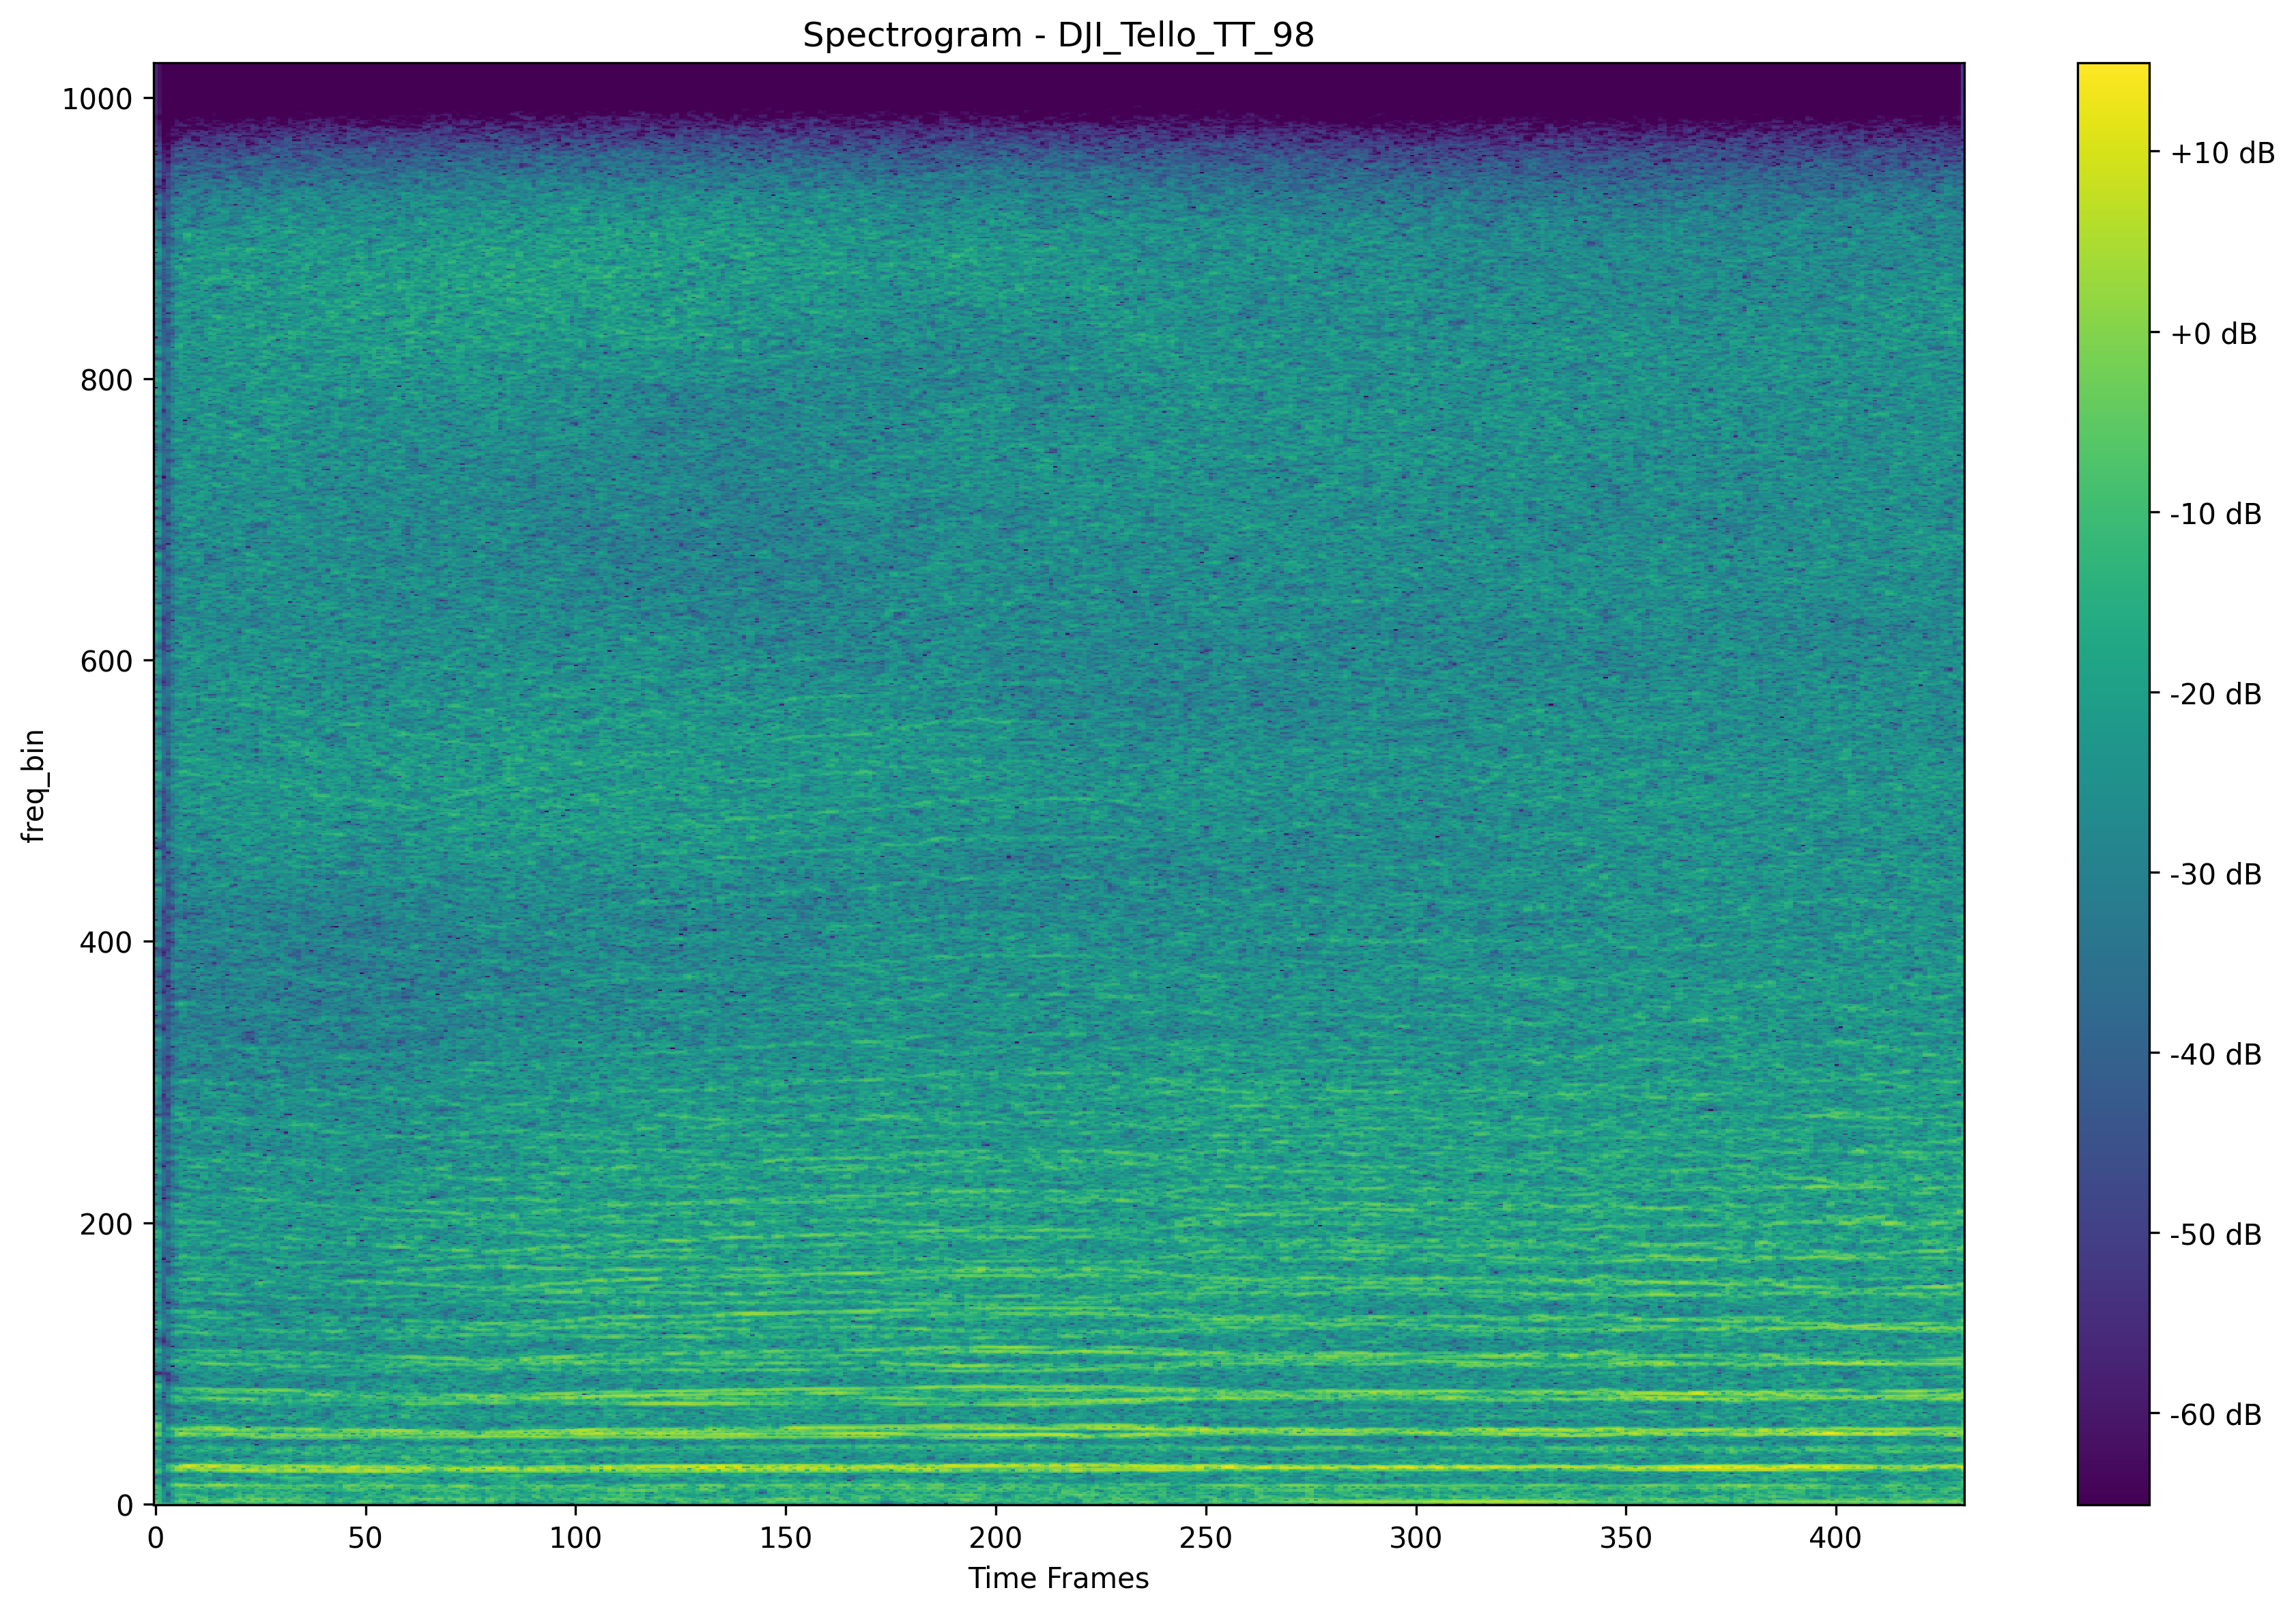 Spectrogram - DJI_Tello_TT_98
1000
800
600
400
200
0
freq_bin
0 50 100 150 200 250 300 350 400
Time Frames
+10 dB
+0 dB
-10 dB
-20 dB
-30 dB
-40 dB
-50 dB
-60 dB